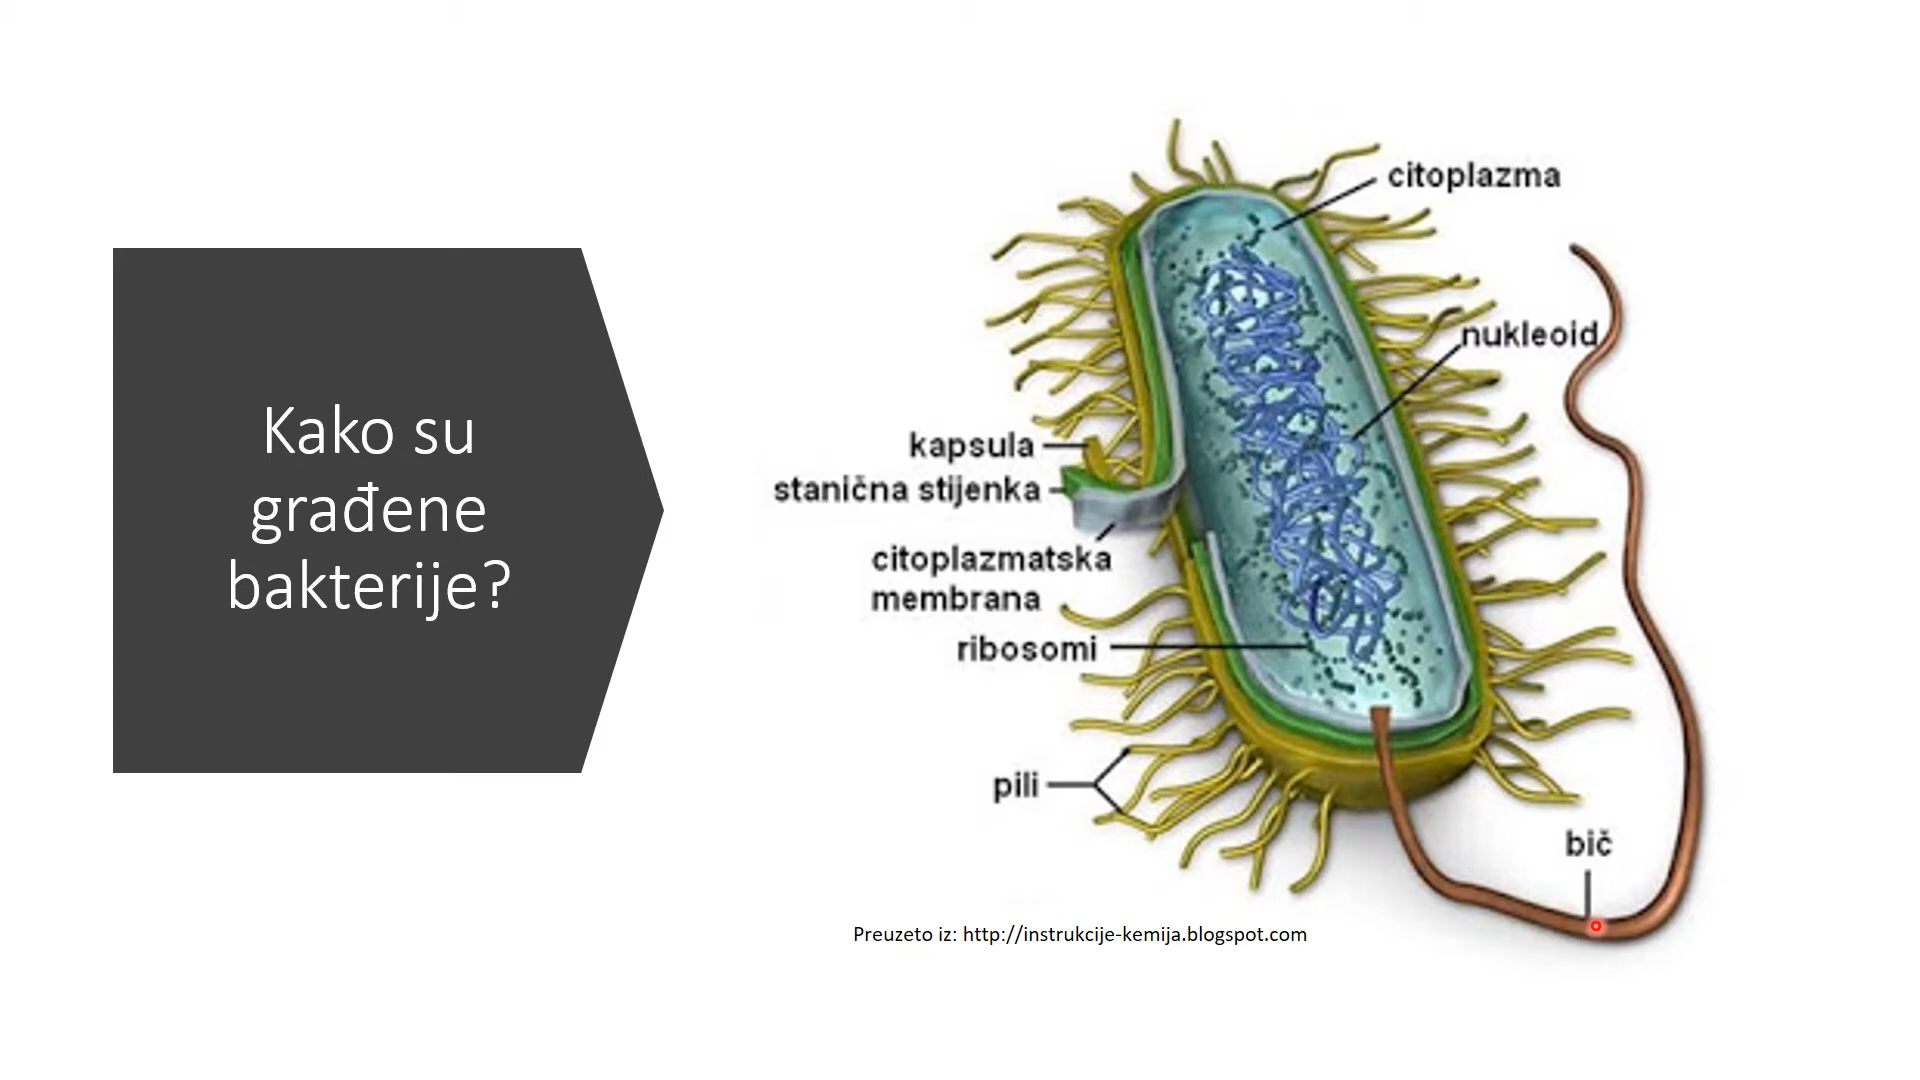 Kako su
građene
bakterije?
citoplazma
nukleoid
kapsula
stanična stijenka
citoplazmatska
membrana
ribosomi
pili
bič
Preuzeto iz: http://instrukcije-kemija.blogspot.com